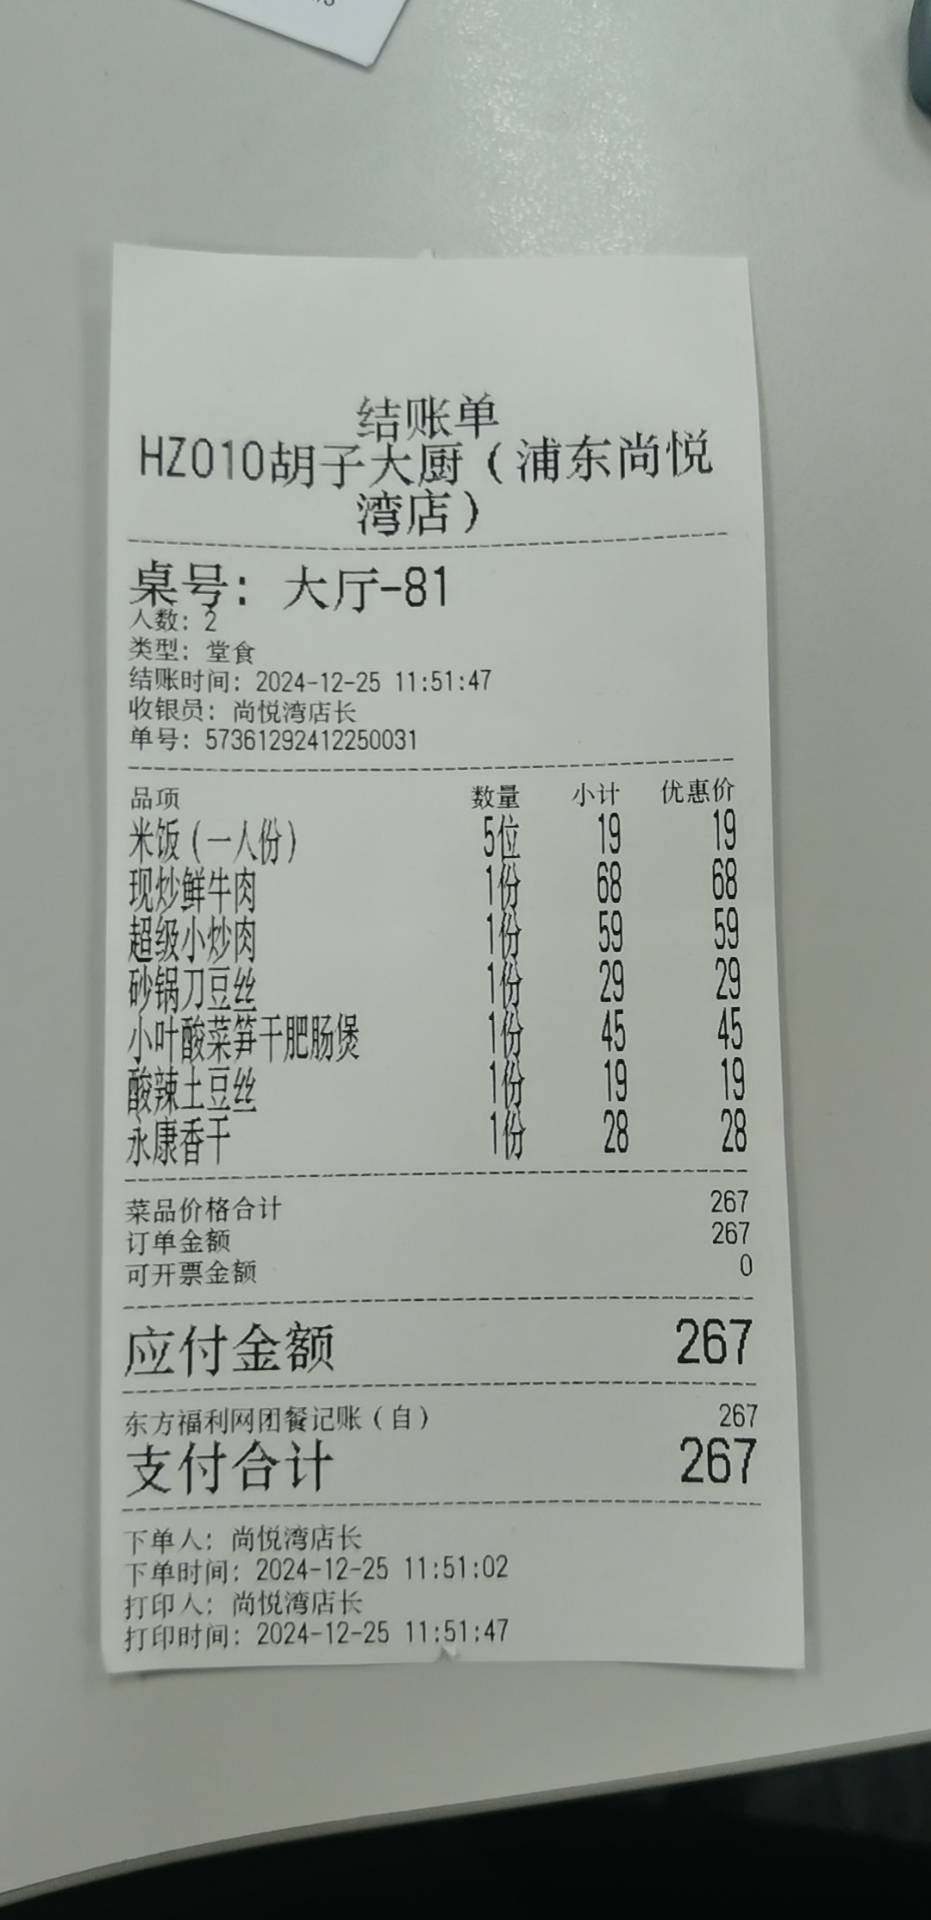 结账单
HZ010胡子大厨（浦东尚悦
湾店）
桌号：大厅-81
人数：2
类型：堂食
结账时间：2024-12-25 11:51:47
收银员：尚悦湾店长
单号：57361292412250031
品项 数量 小计 优惠价
米饭（一人份） 5位 19 19
现炒鲜牛肉 1份 68 68
超级小炒肉 1份 59 59
砂锅刀豆丝 1份 29 29
小叶酸菜笋干肥肠煲 1份 45 45
酸辣土豆丝 1份 19 19
永康香干 1份 28 28
菜品价格合计 267
订单金额 267
可开票金额 0
应付金额 267
东方福利网团餐记账（自） 267
支付合计 267
下单人：尚悦湾店长
下单时间：2024-12-25 11:51:02
打印人：尚悦湾店长
打印时间：2024-12-25 11:51:47